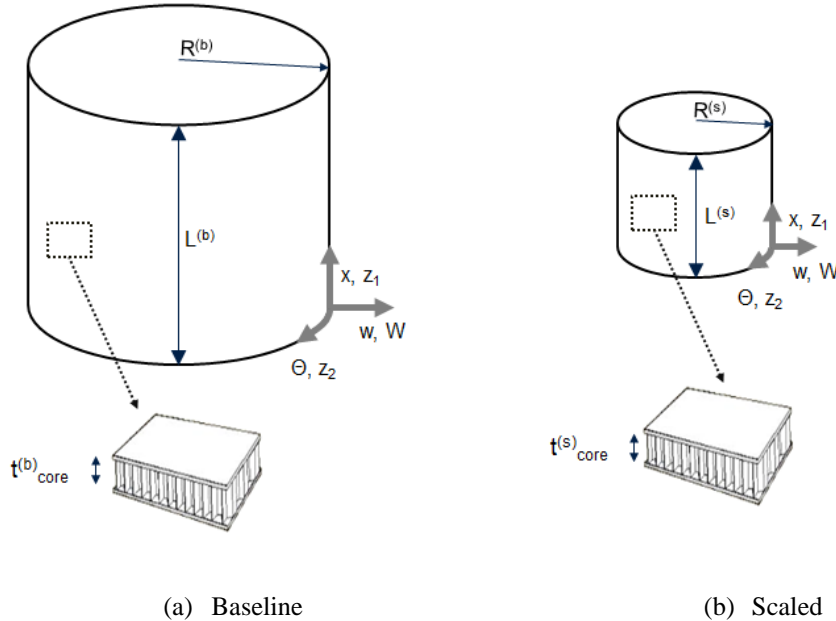 R(b)
L(b)
x, z1
w, W
Θ, z2
t(b)core
(a) Baseline
R(s)
L(s)
x, z1
w, W
Θ, z2
t(s)core
(b) Scaled